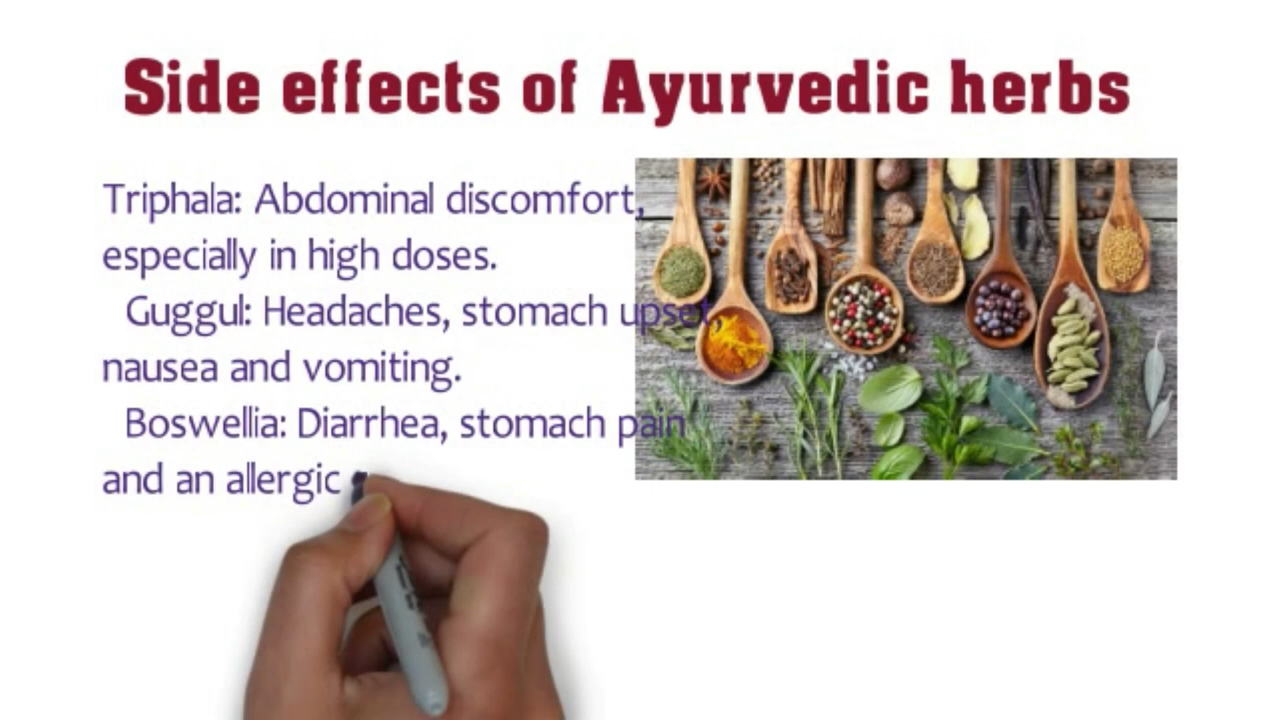 Side effects of Ayurvedic herbs
Triphala: Abdominal discomfort,
especially in high doses.
Guggul: Headaches, stomach upset
nausea and vomiting.
Boswellia: Diarrhea, stomach pain
and an allergic